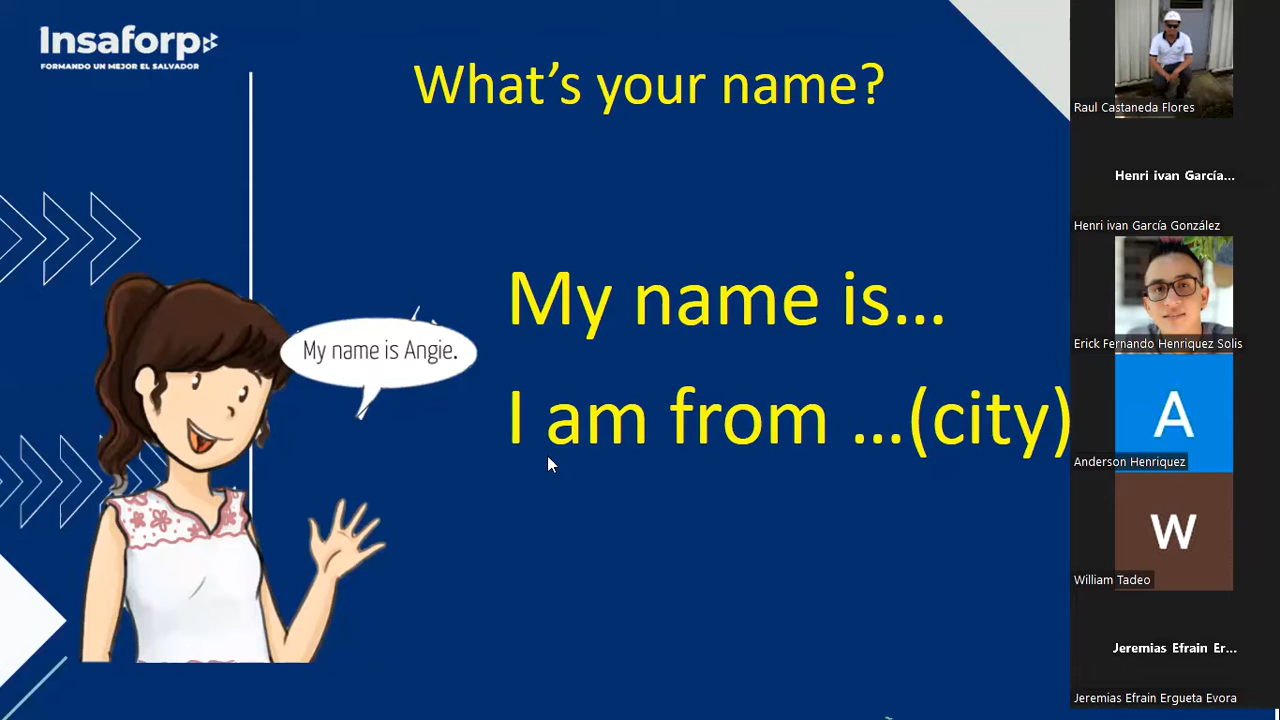 Insaforp
FORMANDO UN MEJOR EL SALVADOR
What's your name?
My name is...
My name is Angie.
I am from ...(city)
Raul Castaneda Flores
Henri ivan García...
Henri ivan García González
Erick Fernando Henriquez Solis
A
Anderson Henriquez
W
William Tadeo
Jeremias Efrain Er...
Jeremias Efrain Ergueta Evora